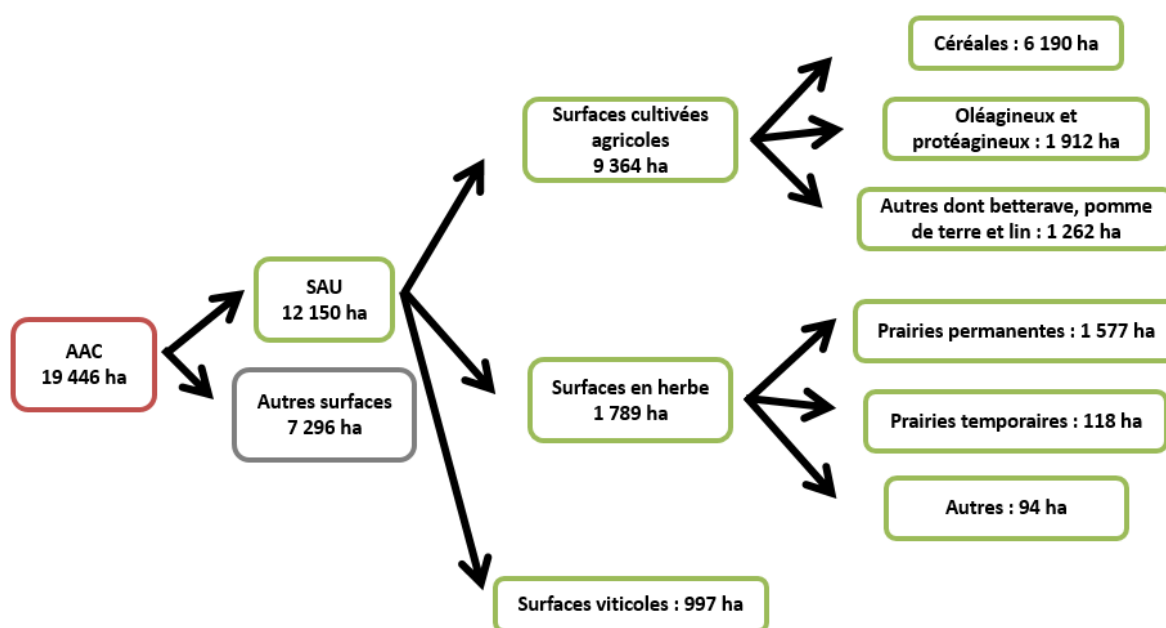 AAC
19 446 ha
SAU
12 150 ha
Autres surfaces
7 296 ha
Surfaces cultivées
agricoles
9 364 ha
Surfaces en herbe
1 789 ha
Surfaces viticoles : 997 ha
Céréales : 6 190 ha
Oléagineux et
protéagineux : 1 912 ha
Autres dont betterave, pomme
de terre et lin : 1 262 ha
Prairies permanentes : 1 577 ha
Prairies temporaires : 118 ha
Autres : 94 ha